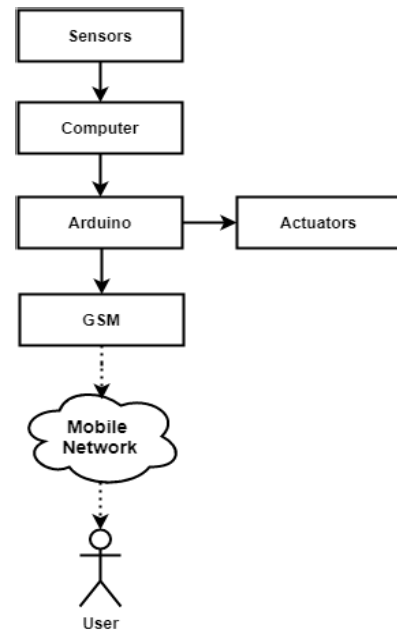 Sensors
Computer
Arduino
Actuators
GSM
Mobile
Network
User